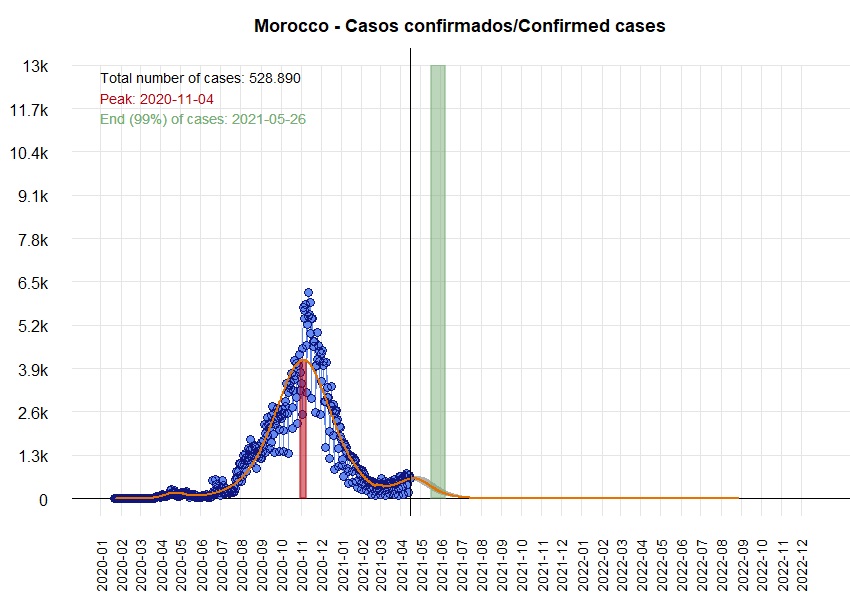 Morocco - Casos confirmados/Confirmed cases
Total number of cases: 528.890
Peak: 2020-11-04
End (99%) of cases: 2021-05-26
13k
11.7k
10.4k
9.1k
7.8k
6.5k
5.2k
3.9k
2.6k
1.3k
0
2020-01
2020-02
2020-03
2020-04
2020-05
2020-06
2020-07
2020-08
2020-09
2020-10
2020-11
2020-12
2021-01
2021-02
2021-03
2021-04
2021-05
2021-06
2021-07
2021-08
2021-09
2021-10
2021-11
2021-12
2022-01
2022-02
2022-03
2022-04
2022-05
2022-06
2022-07
2022-08
2022-09
2022-10
2022-11
2022-12